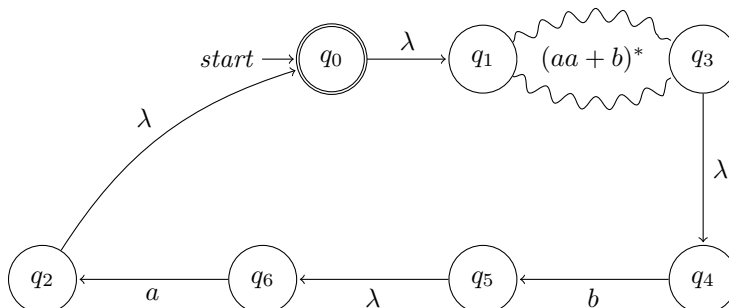 start q₀ λ q₁ (aa + b)* q₃
λ λ
q₂ a q₆ λ q₅ b q₄